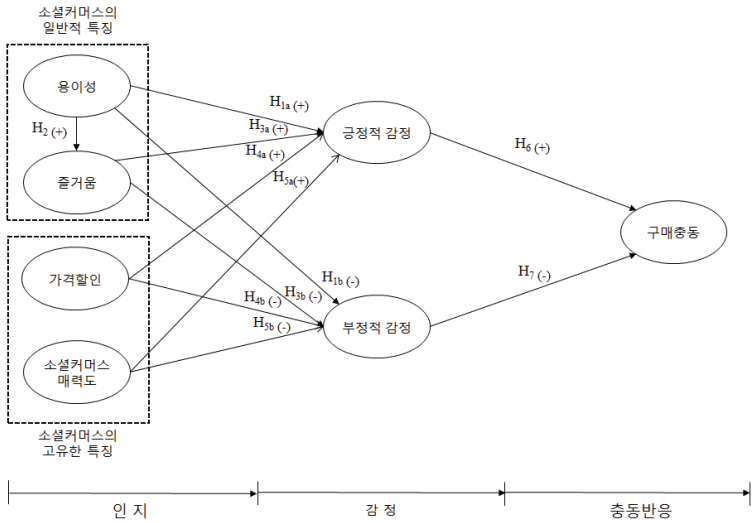 소셜커머스의
일반적 특징
용이성
H1a (+)
H2 (+)
H3a (+)
긍정적 감정
H4a (+)
H6 (+)
즐거움
H5a(+)
구매충동
가격할인
H1b (-)
H7 (-)
H4b (-)
H3b (-)
H5b (-)
부정적 감정
소셜커머스
매력도
소셜커머스의
고유한 특징
인 지
감 정
충동반응